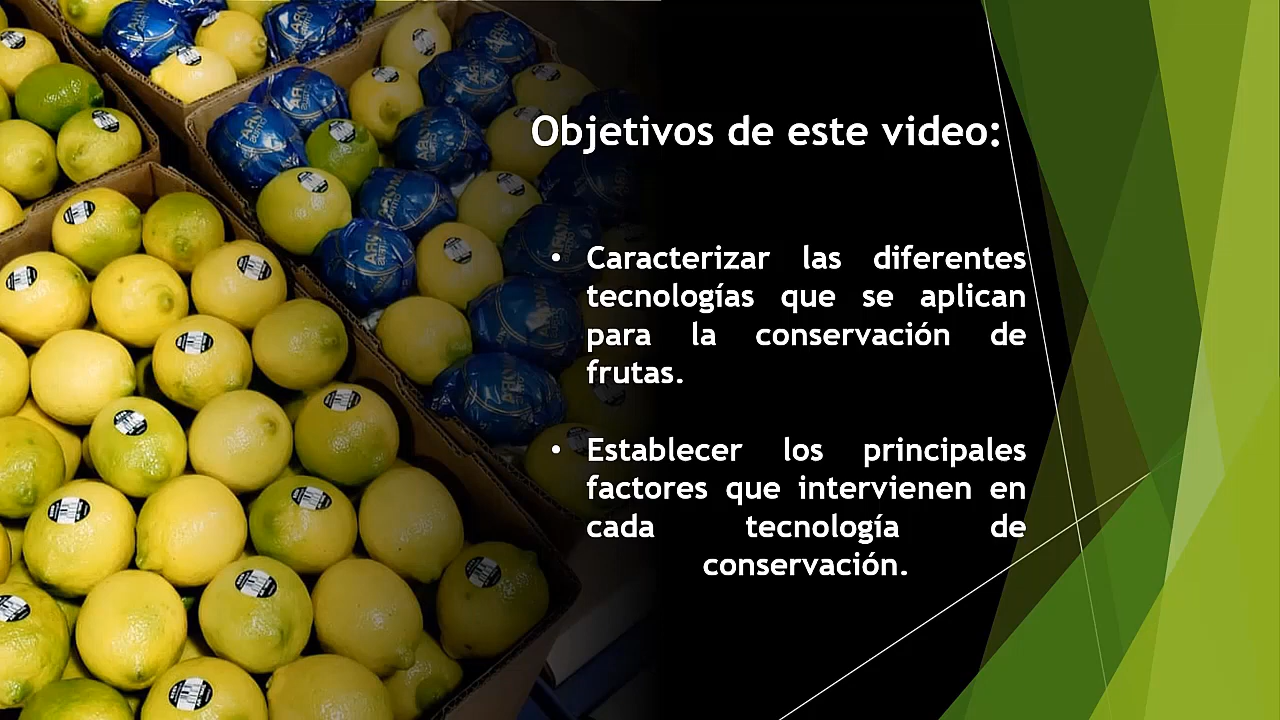 Objetivos de este video:
• Caracterizar las diferentes
tecnologías que se aplican
para la conservación de
frutas.
• Establecer los principales
factores que intervienen en
cada tecnología de
conservación.